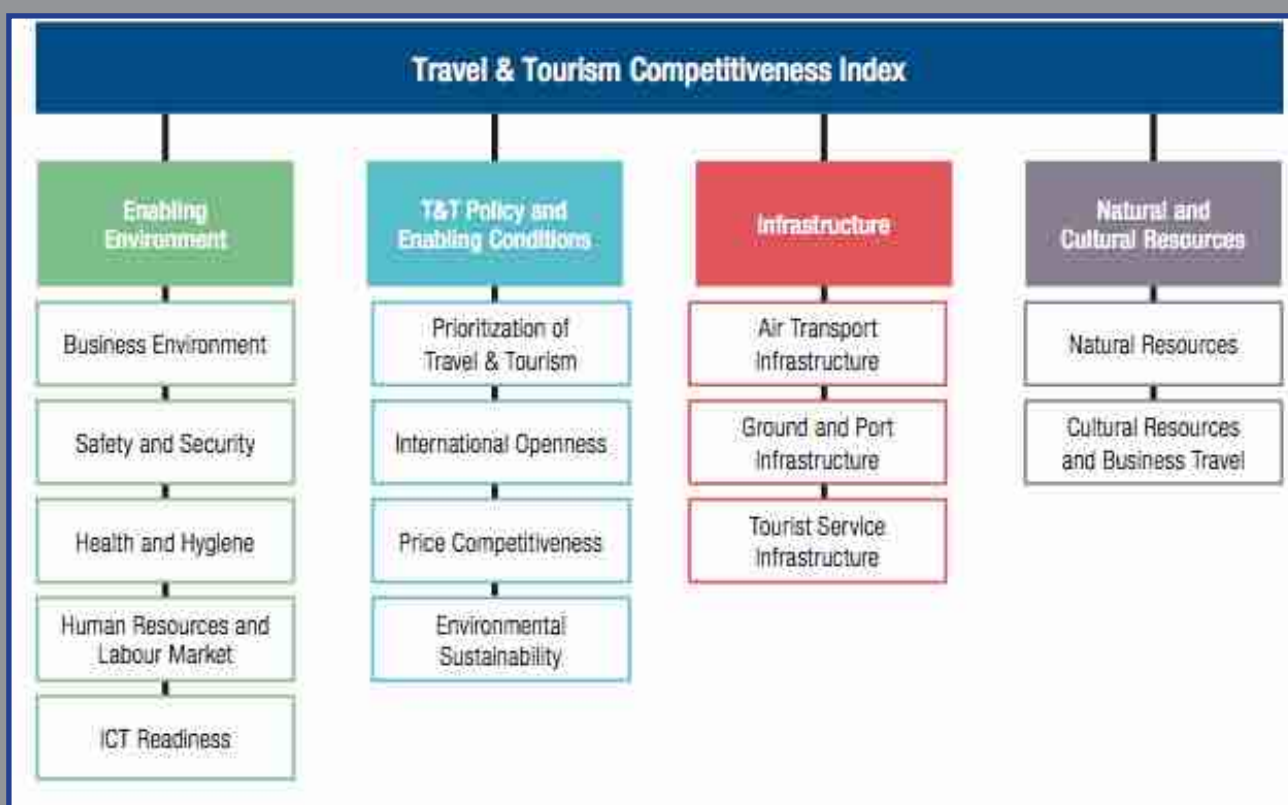 Travel & Tourism Competitiveness Index
Enabling
Environment
Business Environment
Safety and Security
Health and Hygiene
Human Resources and
Labour Market
ICT Readiness
T&T Policy and
Enabling Conditions
Prioritization of
Travel & Tourism
International Openness
Price Competitiveness
Environmental
Sustainability
Infrastructure
Air Transport
Infrastructure
Ground and Port
Infrastructure
Tourist Service
Infrastructure
Natural and
Cultural Resources
Natural Resources
Cultural Resources
and Business Travel